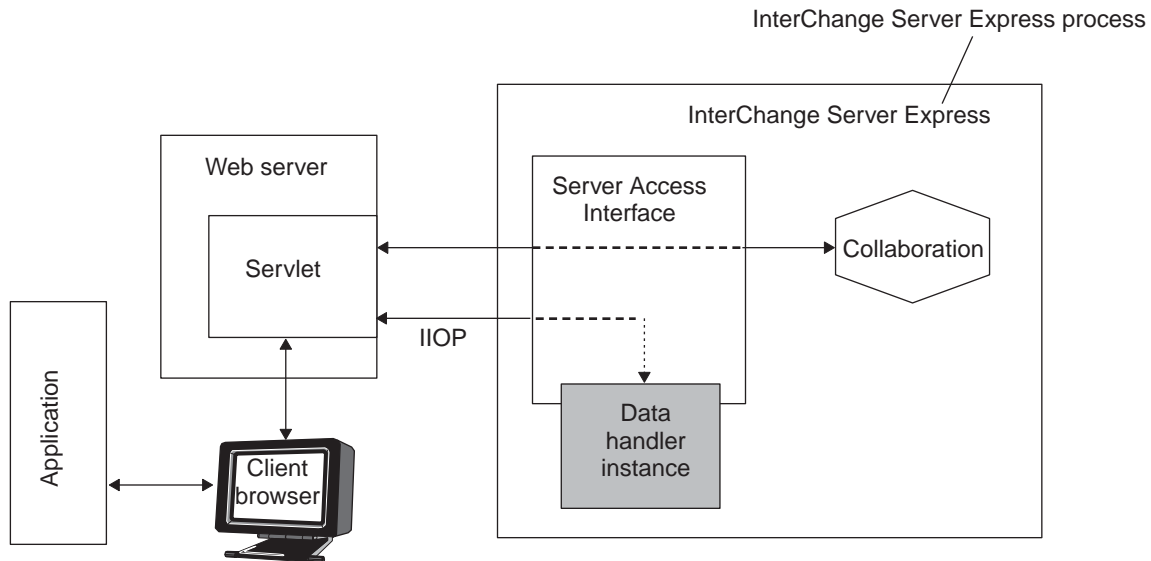 InterChange Server Express process
InterChange Server Express
Web server
Server Access
Interface
Servlet
Collaboration
IIOP
Application
Client
browser
Data
handler
instance